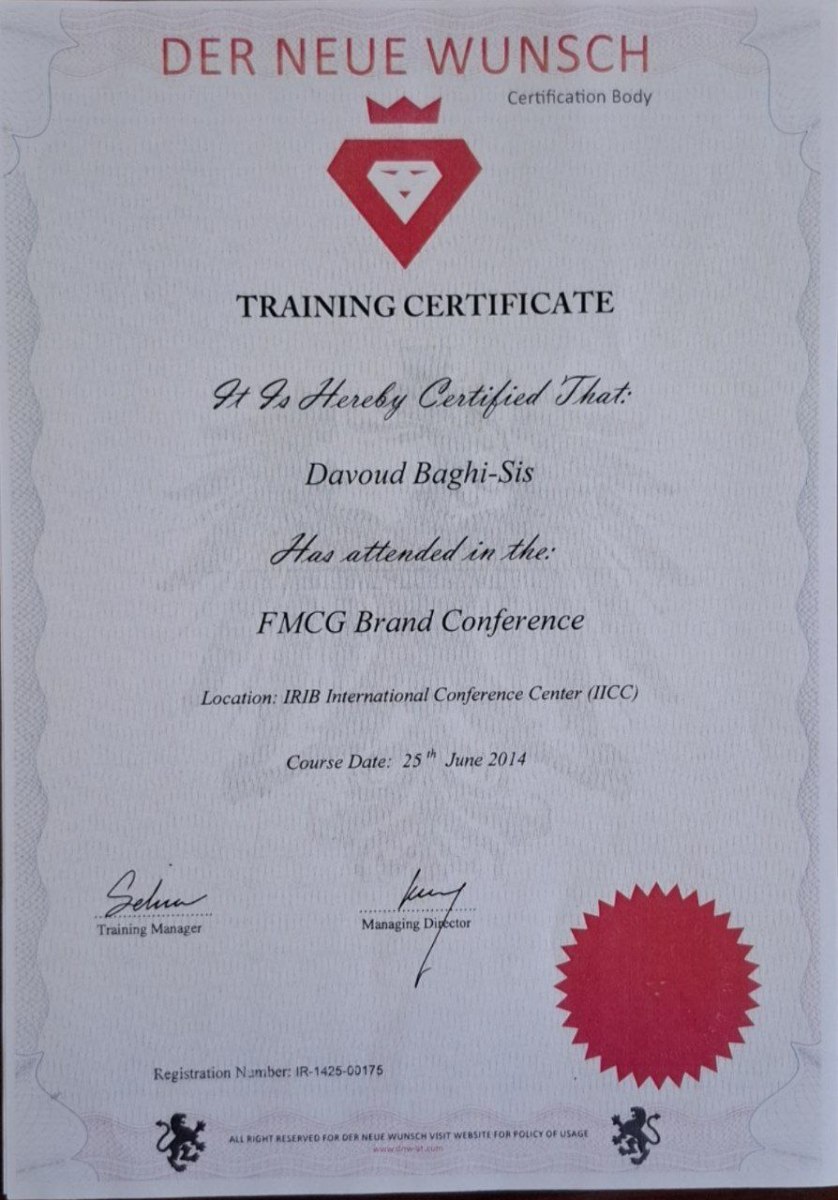 DER NEUE WUNSCH
Certification Body
TRAINING CERTIFICATE
It Is Hereby Certified That:
Davoud Baghi-Sis
Has attended in the:
FMCG Brand Conference
Location: IRIB International Conference Center (IICC)
Course Date: 25th June 2014
Training Manager
Managing Director
Registration Number: IR-1425-00175
ALL RIGHT RESERVED FOR DER NEUE WUNSCH VISIT WEBSITE FOR POLICY OF USAGE